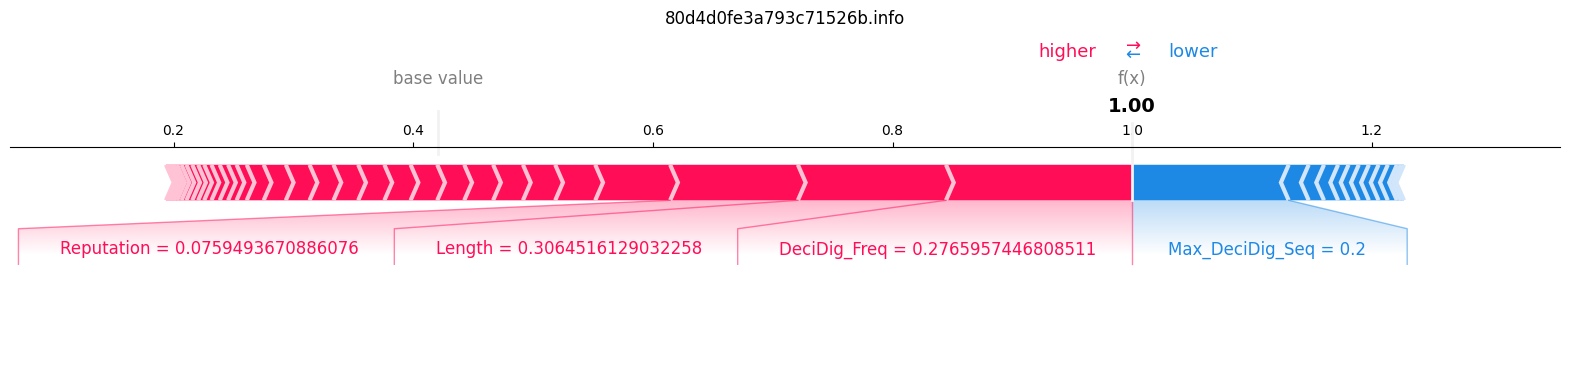 80d4d0fe3a793c71526b.info
higher → ← lower
base value f(x)
1.00
0.2 0.4 0.6 0.8 1.0 1.2
Reputation = 0.0759493670886076 Length = 0.3064516129032258 DeciDig_Freq = 0.2765957446808511 Max_DeciDig_Seq = 0.2